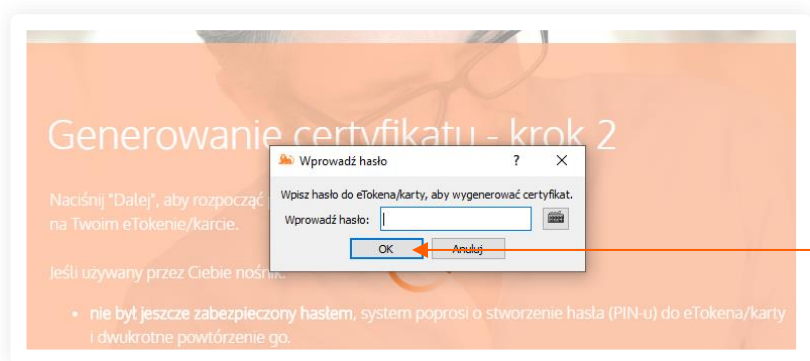 Generowanie certyfikatu - krok 2
Wprowadź hasło
?
Wpisz hasło do eTokena/karty, aby wygenerować certyfikat.
Naciśnij "Dalej", aby rozpocząć
Wprowadź hasło:
na Twoim eTokenie/karcie.
OK
Anuluj
Jeśli używany przez Ciebie nośnik:
• nie był jeszcze zabezpieczony hasłem, system poprosi o stworzenie hasła (PIN-u) do eTokena/karty
i dwukrotne powtórzenie go.